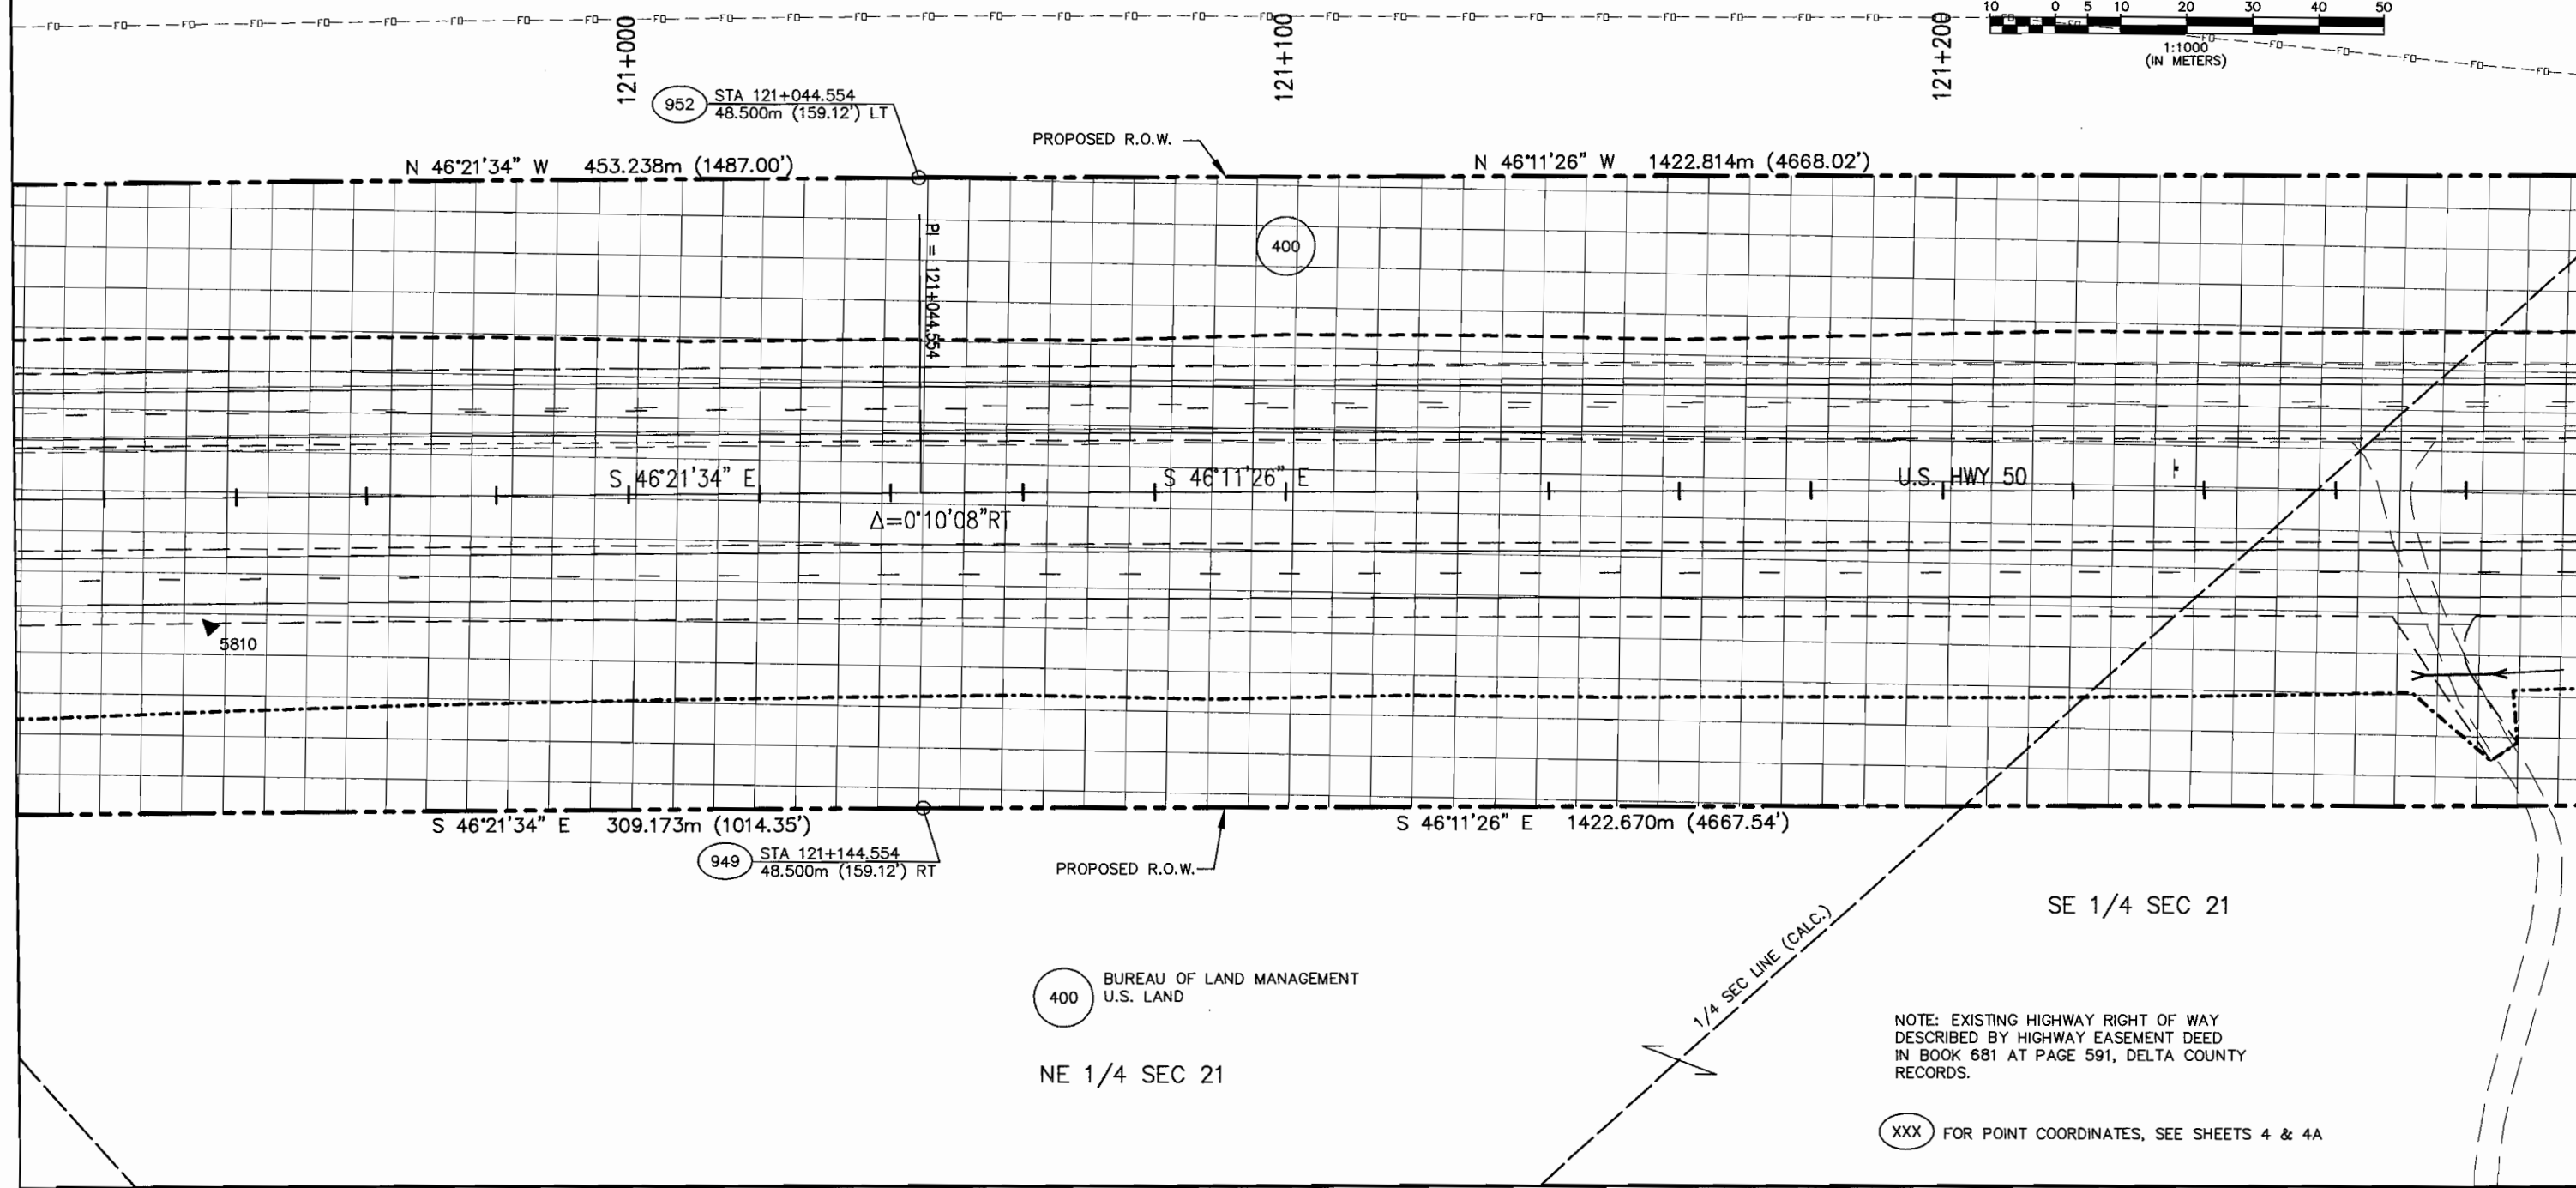 121+000
121+100
121+200
10 0 5 10 20 30 40 50
1:1000
(IN METERS)
952
STA 121+044.554
48.500m (159.12') LT
PROPOSED R.O.W.
N 46°21'34" W 453.238m (1487.00')
N 46°11'26" W 1422.814m (4668.02')
400
PI = 121+044.554
S 46°21'34" E
S 46°11'26" E
U.S. HWY 50
Δ=0°10'08"RT
5810
S 46°21'34" E 309.173m (1014.35')
S 46°11'26" E 1422.670m (4667.54')
949
STA 121+144.554
48.500m (159.12') RT
PROPOSED R.O.W.
SE 1/4 SEC 21
1/4 SEC LINE (CALC.)
400
BUREAU OF LAND MANAGEMENT
U.S. LAND
NE 1/4 SEC 21
NOTE: EXISTING HIGHWAY RIGHT OF WAY
DESCRIBED BY HIGHWAY EASEMENT DEED
IN BOOK 681 AT PAGE 591, DELTA COUNTY
RECORDS.
XXX FOR POINT COORDINATES, SEE SHEETS 4 & 4A